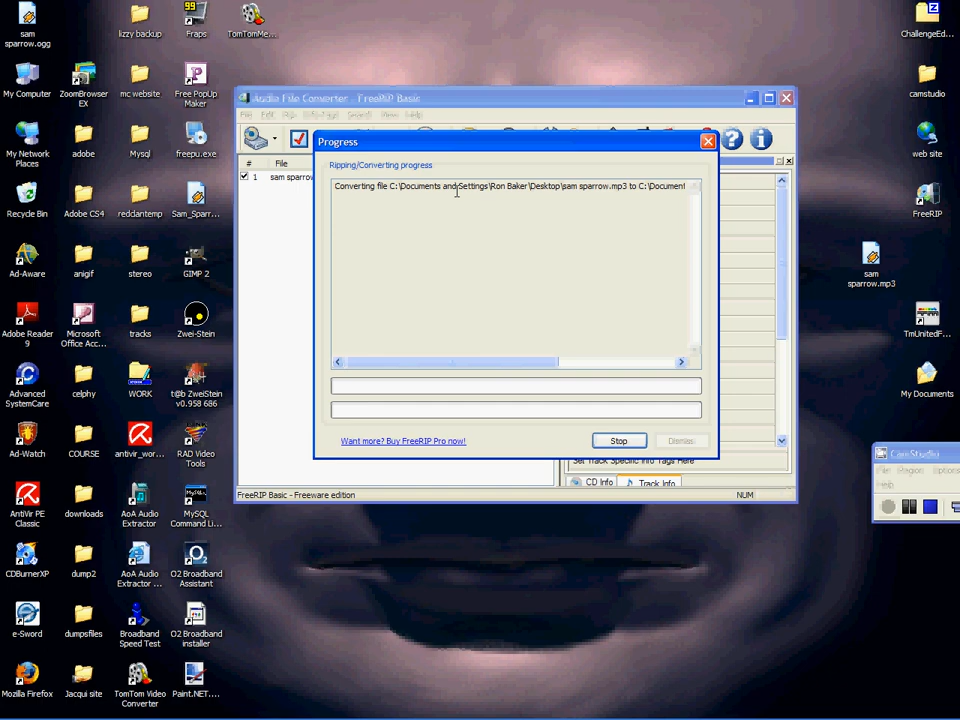 sam sparrow.ogg
lizzy backup
99
Fraps
TomTomMe...
Z
ChallengeEd...
My Computer
ZoomBrowser EX
mc website
Free PopUp Maker
camstudio
My Network Places
adobe
Mysql
freepu.exe
web site
Recycle Bin
Adobe CS4
reddantemp
Sam_Sparr...
FreeRIP
Ad-Aware
anigif
stereo
GIMP 2
sam sparrow.mp3
Adobe Reader 9
Microsoft Office Acc...
tracks
Zwei-Stein
TmUnitedF...
Advanced SystemCare
celphy
WORK
t@b ZweiStein v0.958 686
My Documents
Ad-Watch
COURSE
antivir_wor...
RAD Video Tools
AntiVir PE Classic
downloads
AoA Audio Extractor
MySQL Command Li...
CDBurnerXP
dump2
AoA Audio Extractor ...
O2 Broadband Assistant
e-Sword
dumpsfiles
Broadband Speed Test
O2 Broadband installer
Mozilla Firefox
Jacqui site
TomTom Video Converter
Paint.NET....
Audio File Converter - FreeRIP Basic
# File
1 sam sparrow
Progress
Ripping/Converting progress
Converting file C:\Documents and Settings\Ron Baker\Desktop\sam sparrow.mp3 to C:\Document
Want more? Buy FreeRIP Pro now!
Stop
Dismiss
Set Track Specific Info Tags Here
CD Info
Track Info
FreeRIP Basic - Freeware edition
NUM
CamStudio
File Region Options
Help